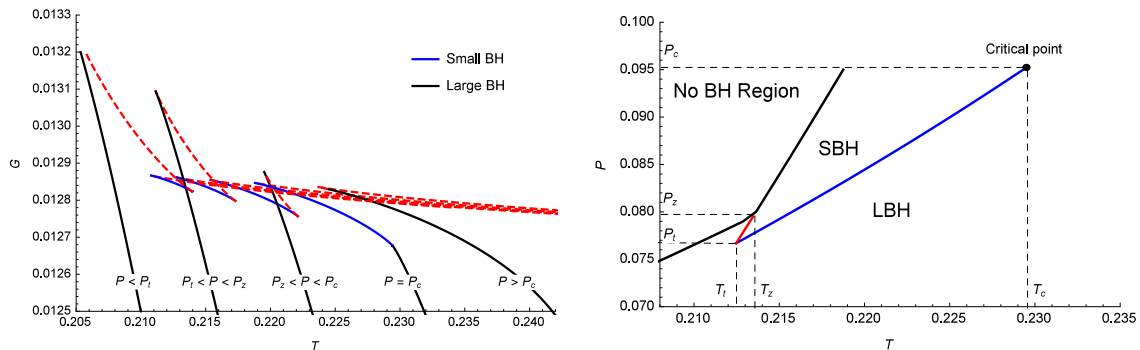 0.0133
0.0132
0.0131
0.0130
0.0129
0.0128
0.0127
0.0126
0.0125
G
Small BH
Large BH
P < Pt
Pt < P < Pz
Pz < P < Pc
P = Pc
P > Pc
0.205 0.210 0.215 0.220 0.225 0.230 0.235 0.240
T
0.100
0.095
0.090
0.085
0.080
0.075
0.070
P
Pc
Critical point
No BH Region
SBH
LBH
Pz
Pt
Tt
Tz
Tc
0.210 0.215 0.220 0.225 0.230 0.235
T